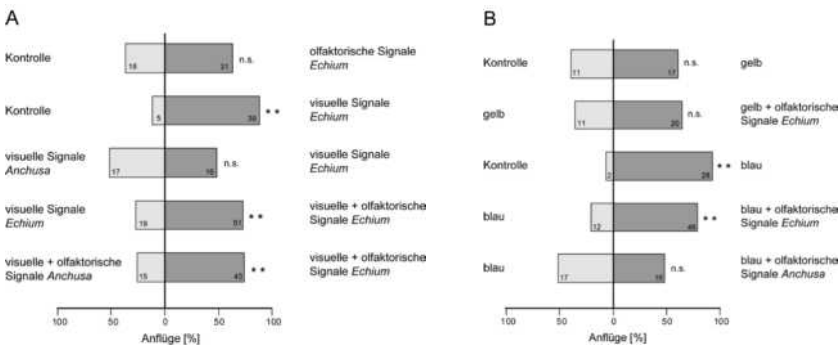 A
Kontrolle
18
31
n.s.
olfaktorische Signale
Echium
Kontrolle
5
39
**
visuelle Signale
Echium
visuelle Signale
Anchusa
17
n.s.
visuelle Signale
Echium
visuelle Signale
Echium
19
51
**
visuelle + olfaktorische
Signale Echium
visuelle + olfaktorische
Signale Anchusa
15
43
**
visuelle + olfaktorische
Signale Echium
100
50
0
50
100
Anflüge [%]
B
Kontrolle
11
17
n.s.
gelb
gelb
11
20
n.s.
gelb + olfaktorische
Signale Echium
Kontrolle
2
28
**
blau
blau
12
**
blau + olfaktorische
Signale Echium
blau
17
n.s.
blau + olfaktorische
Signale Anchusa
100
50
0
50
100
Anflüge [%]